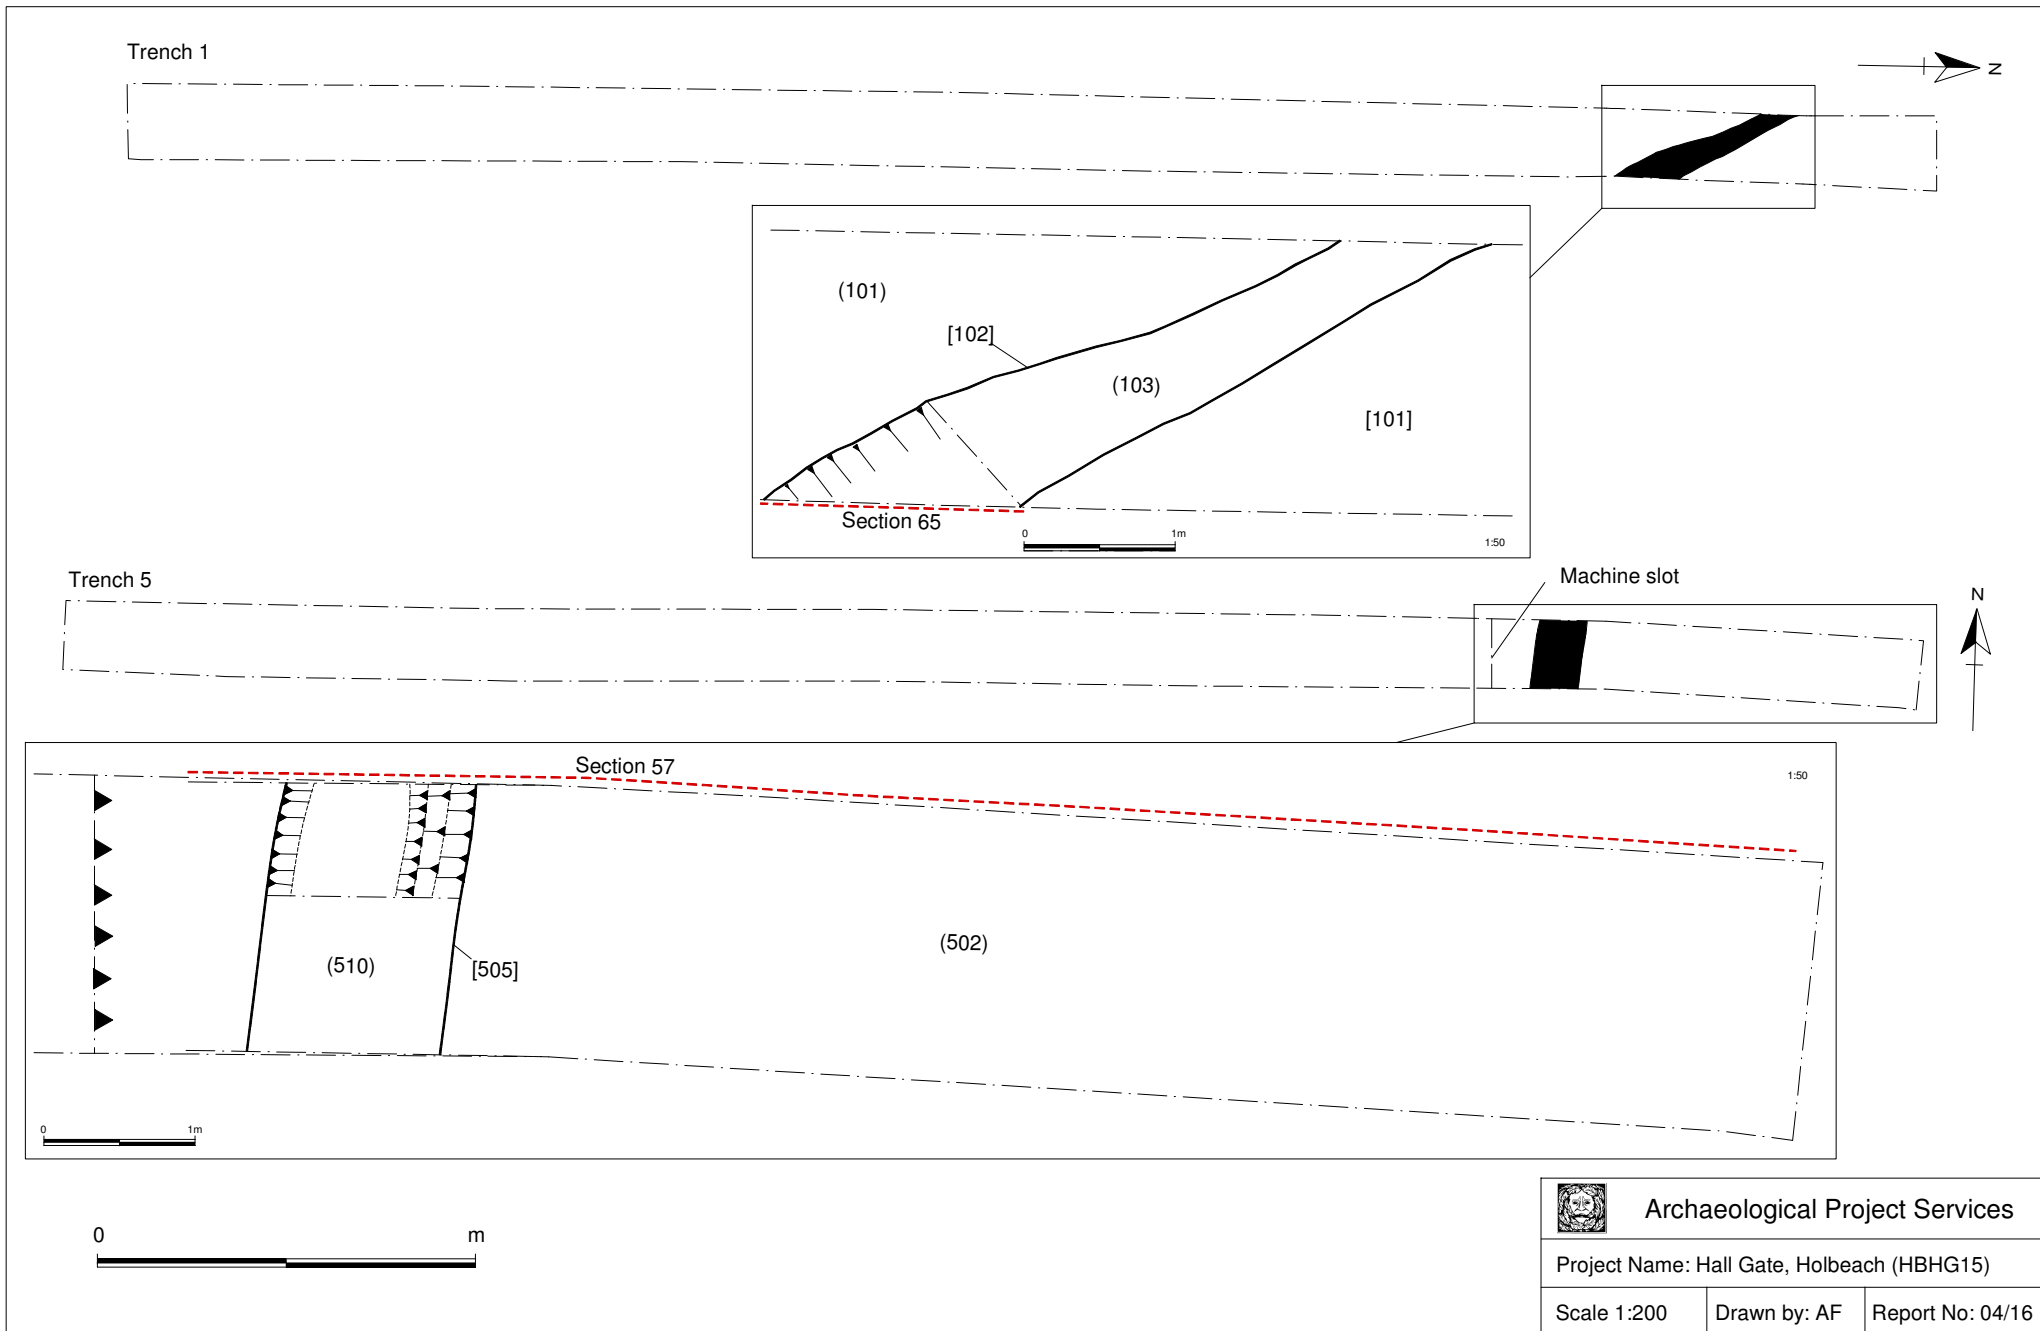 Trench 1
N
(101)
[102]
(103)
[101]
Section 65
0 1m
1:50
Trench 5
Machine slot
N
Section 57
1:50
(502)
(510)
[505]
0 1m
0 m
Archaeological Project Services
Project Name: Hall Gate, Holbeach (HBHG15)
Scale 1:200
Drawn by: AF
Report No: 04/16